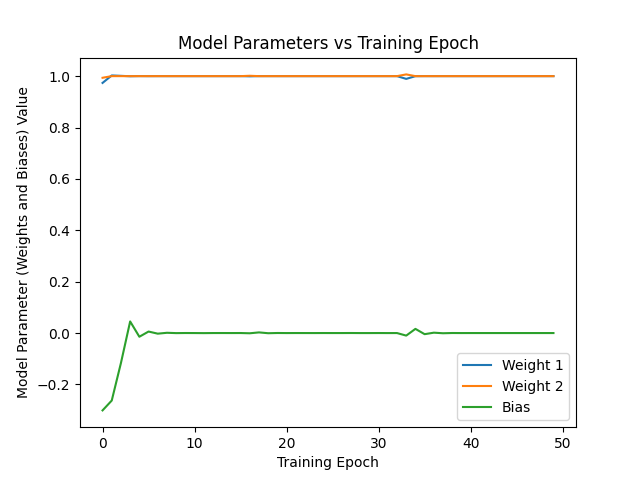 Model Parameters vs Training Epoch
Model Parameter (Weights and Biases) Value
1.0
0.8
0.6
0.4
0.2
0.0
−0.2
Weight 1
Weight 2
Bias
0 10 20 30 40 50
Training Epoch